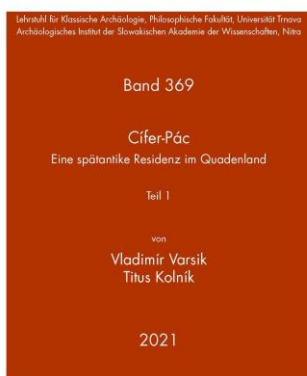 Lehrstuhl für Klassische Archäologie, Philosophische Fakultät, Universität Trnava
Archäologisches Institut der Slowakischen Akademie der Wissenschaften, Nitra
Band 369
Cífer-Pác
Eine spätantike Residenz im Quadenland
Teil 1
von
Vladimír Varsik
Titus Kolník
2021